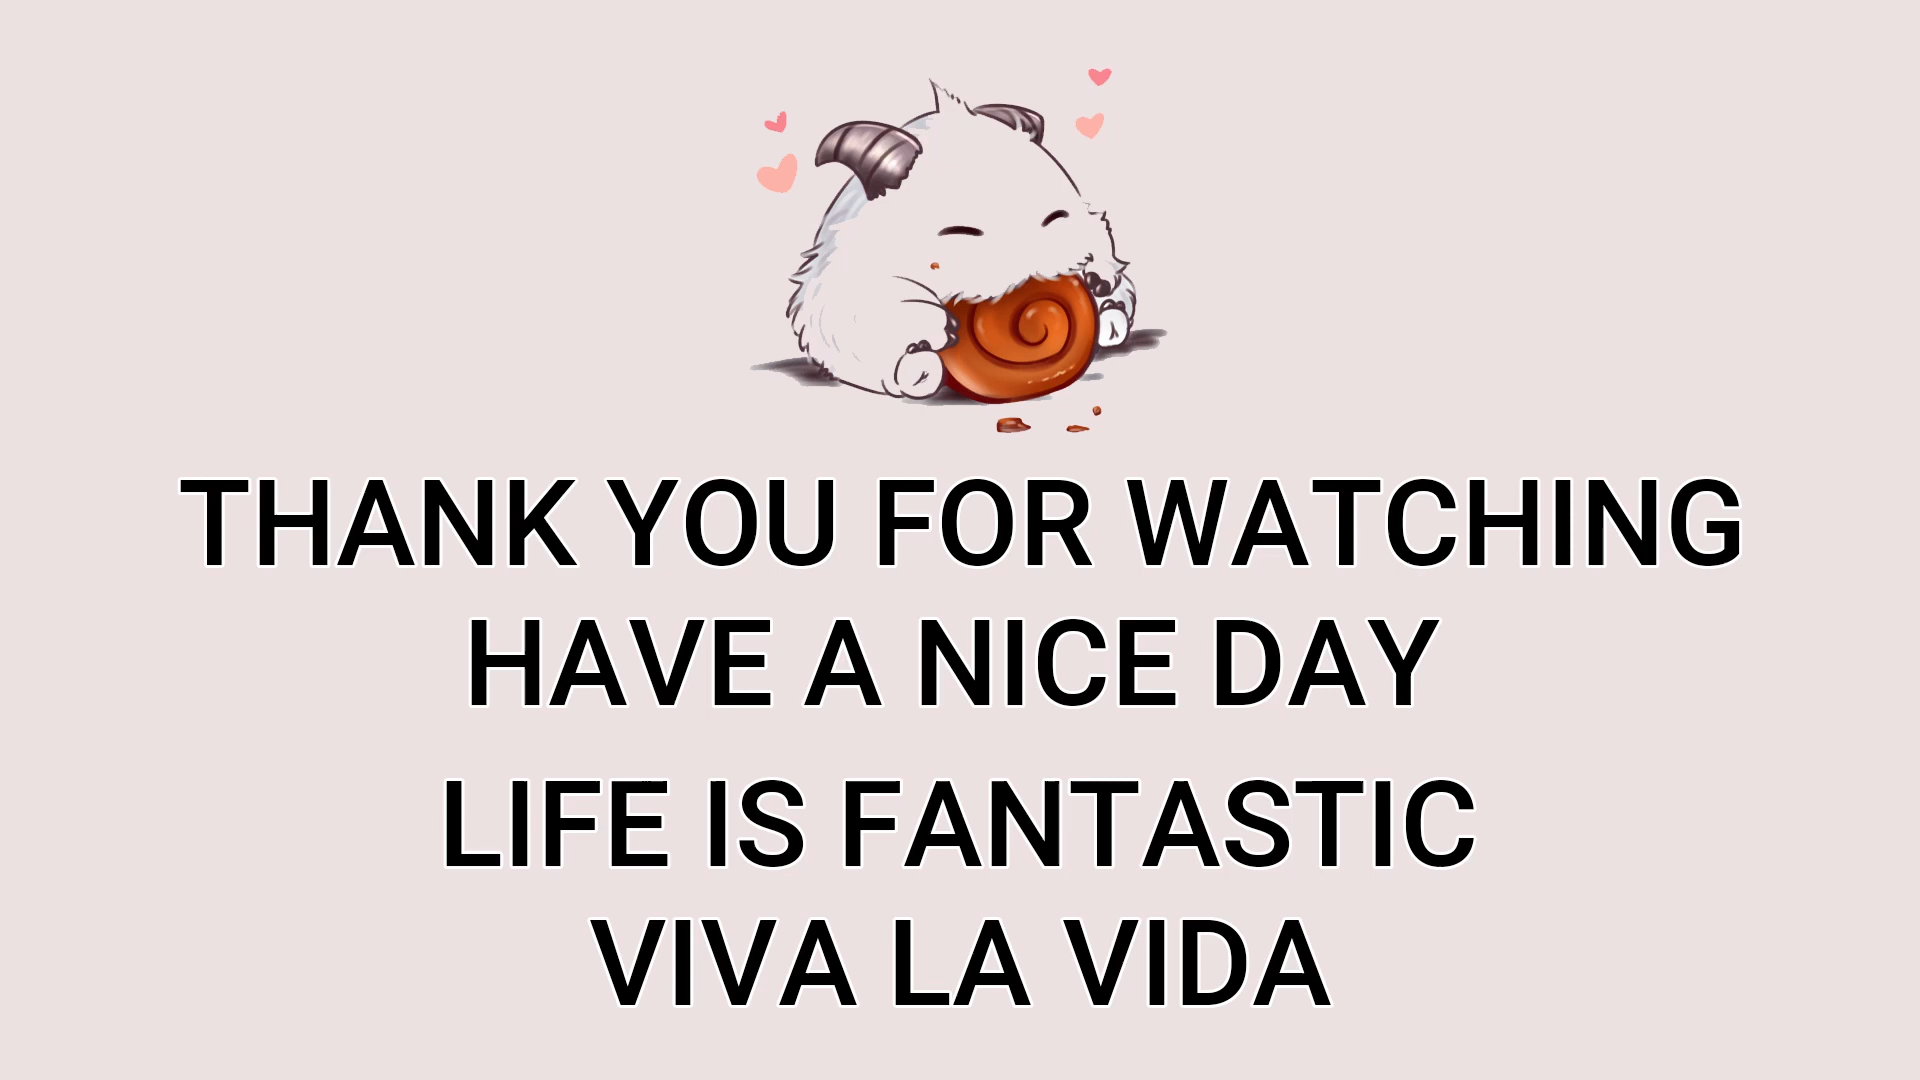 THANK YOU FOR WATCHING
HAVE A NICE DAY
LIFE IS FANTASTIC
VIVA LA VIDA